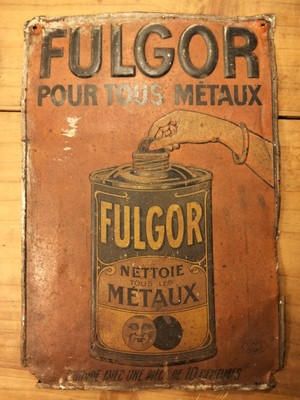 FULGOR
POUR TOUS MÉTAUX
FULGOR
NETTOIE
TOUS LES
MÉTAUX
AVEC UNE PIÈCE DE 10 CENTIMES